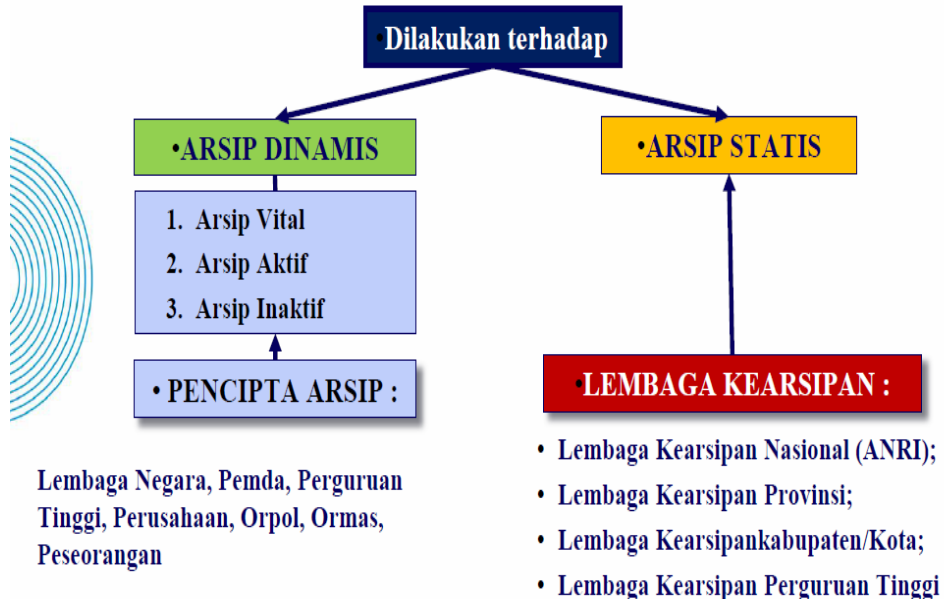 •Dilakukan terhadap
•ARSIP DINAMIS
1. Arsip Vital
2. Arsip Aktif
3. Arsip Inaktif
• PENCIPTA ARSIP :
Lembaga Negara, Pemda, Perguruan
Tinggi, Perusahaan, Orpol, Ormas,
Peseorangan
•ARSIP STATIS
•LEMBAGA KEARSIPAN :
• Lembaga Kearsipan Nasional (ANRI);
• Lembaga Kearsipan Provinsi;
• Lembaga Kearsipankabupaten/Kota;
• Lembaga Kearsipan Perguruan Tinggi